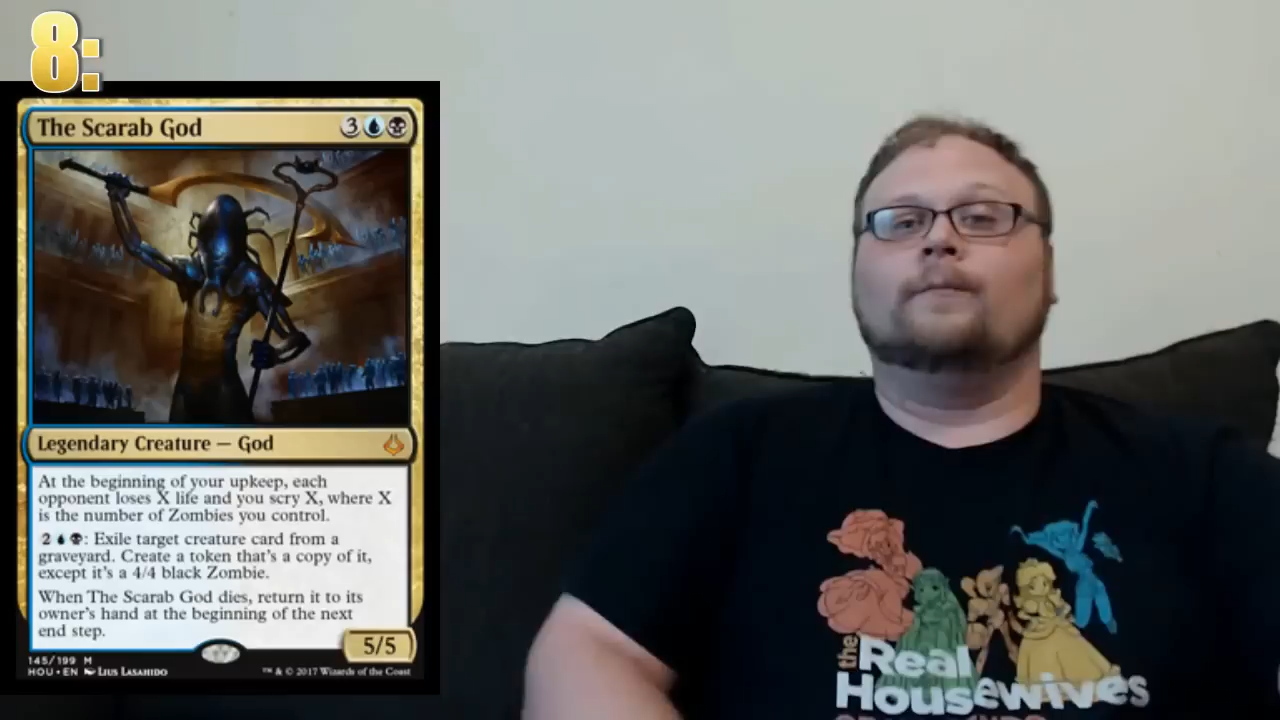 8:
The Scarab God 3
Legendary Creature — God
At the beginning of your upkeep, each
opponent loses X life and you scry X, where X
is the number of Zombies you control.
2 : Exile target creature card from a
graveyard. Create a token that's a copy of it,
except it's a 4/4 black Zombie.
When The Scarab God dies, return it to its
owner's hand at the beginning of the next
end step.
5/5
145/199 M
HOU • EN Lius Lasahido
™ & © 2017 Wizards of the Coast
the Real
Housewives